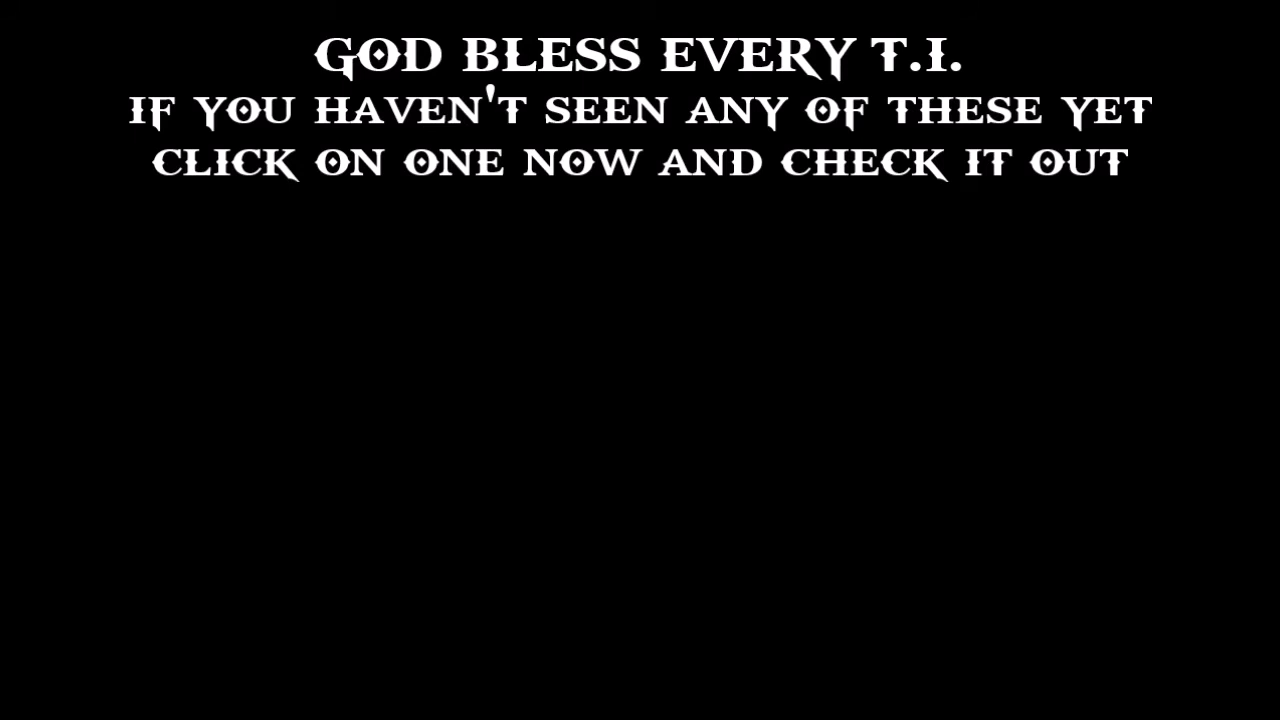 GOD BLESS EVERY T.I.
IF YOU HAVEN'T SEEN ANY OF THESE YET
CLICK ON ONE NOW AND CHECK IT OUT